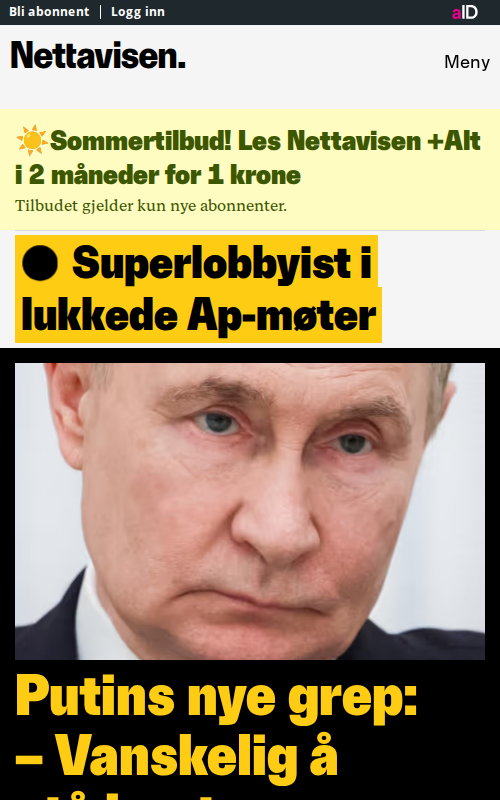 Bli abonnent | Logg inn
aID
Nettavisen.
Meny
☀️Sommertilbud! Les Nettavisen +Alt
i 2 måneder for 1 krone
Tilbudet gjelder kun nye abonnenter.
● Superlobbyist i
lukkede Ap-møter
Putins nye grep:
– Vanskelig å